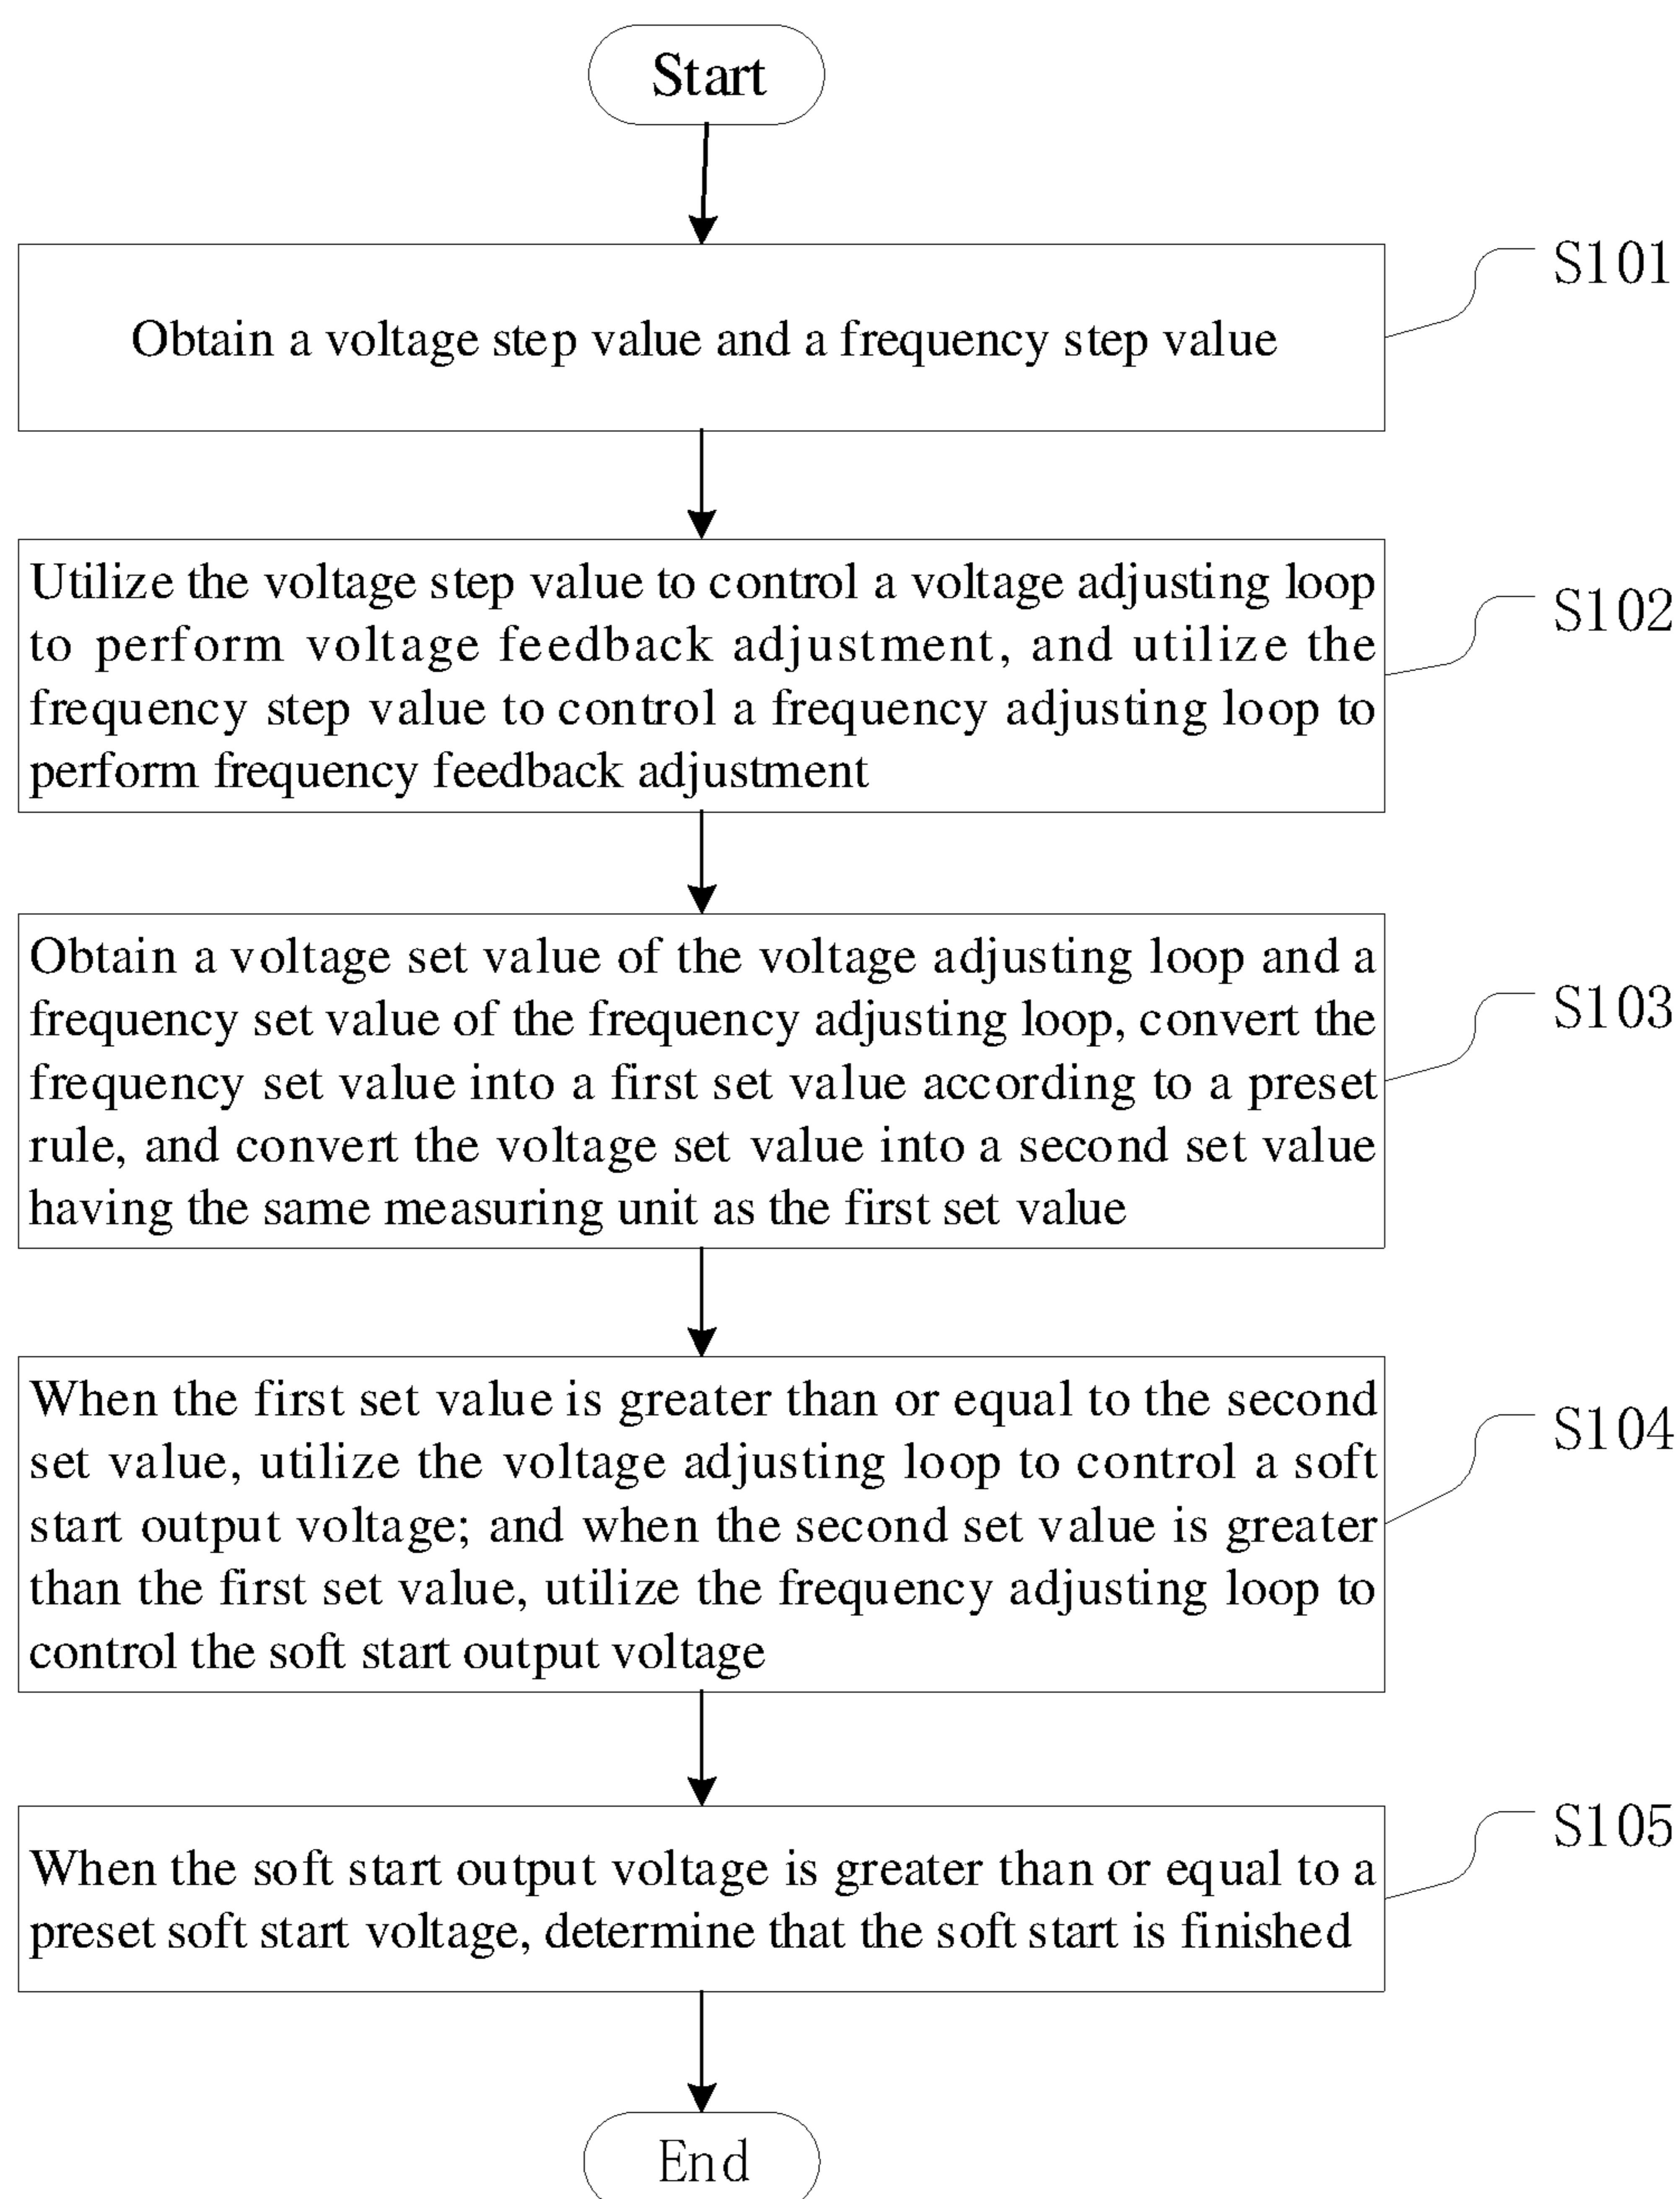 Start
S101
Obtain a voltage step value and a frequency step value
Utilize the voltage step value to control a voltage adjusting loop
to perform voltage feedback adjustment, and utilize the
frequency step value to control a frequency adjusting loop to
perform frequency feedback adjustment
S102
Obtain a voltage set value of the voltage adjusting loop and a
frequency set value of the frequency adjusting loop, convert the
frequency set value into a first set value according to a preset
rule, and convert the voltage set value into a second set value
having the same measuring unit as the first set value
S103
When the first set value is greater than or equal to the second
set value, utilize the voltage adjusting loop to control a soft
start output voltage; and when the second set value is greater
than the first set value, utilize the frequency adjusting loop to
control the soft start output voltage
S104
When the soft start output voltage is greater than or equal to a
preset soft start voltage, determine that the soft start is finished
S105
End